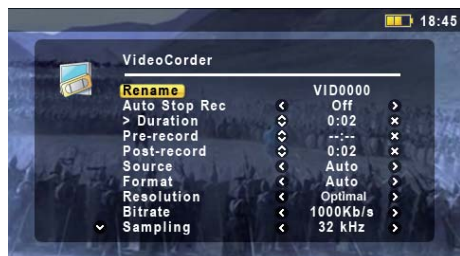 18:45
VideoCorder
Rename VID0000
Auto Stop Rec Off
> Duration 0:02
Pre-record --:--
Post-record 0:02
Source Auto
Format Auto
Resolution Optimal
Bitrate 1000Kb/s
Sampling 32 kHz